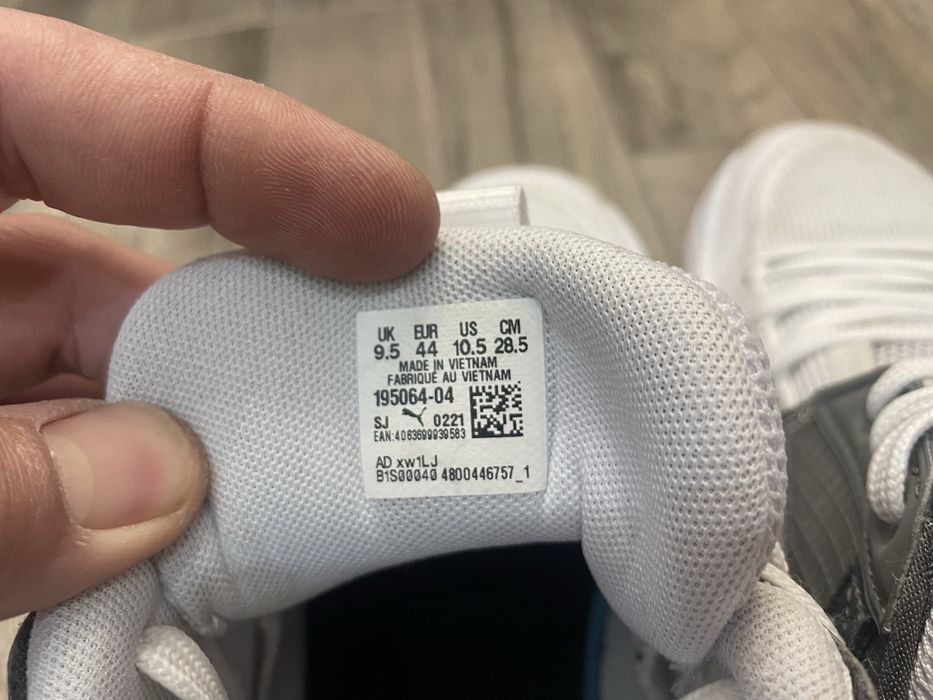 UK EUR US CM
9.5 44 10.5 28.5
MADE IN VIETNAM
FABRIQUÉ AU VIETNAM
195064-04
SJ 0221
EAN:4063699939583
AD xw1LJ
B1S00040 4800446757_1